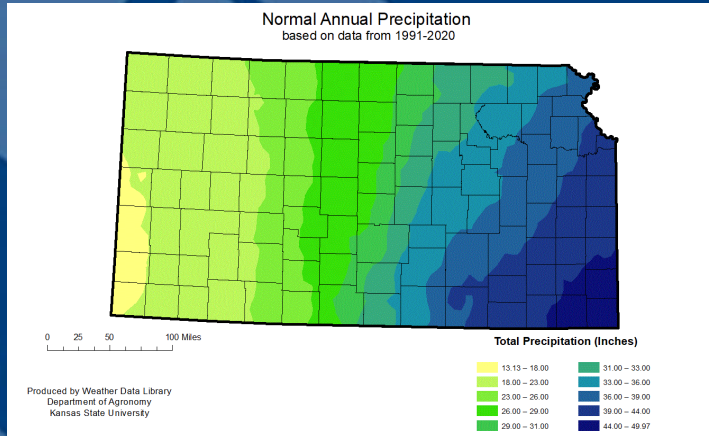 Normal Annual Precipitation
based on data from 1991-2020
0 25 50 100 Miles
Total Precipitation (Inches)
13.13 – 18.00
18.00 – 23.00
23.00 – 26.00
26.00 – 29.00
29.00 – 31.00
31.00 – 33.00
33.00 – 36.00
36.00 – 39.00
39.00 – 44.00
44.00 – 49.97
Produced by Weather Data Library
Department of Agronomy
Kansas State University